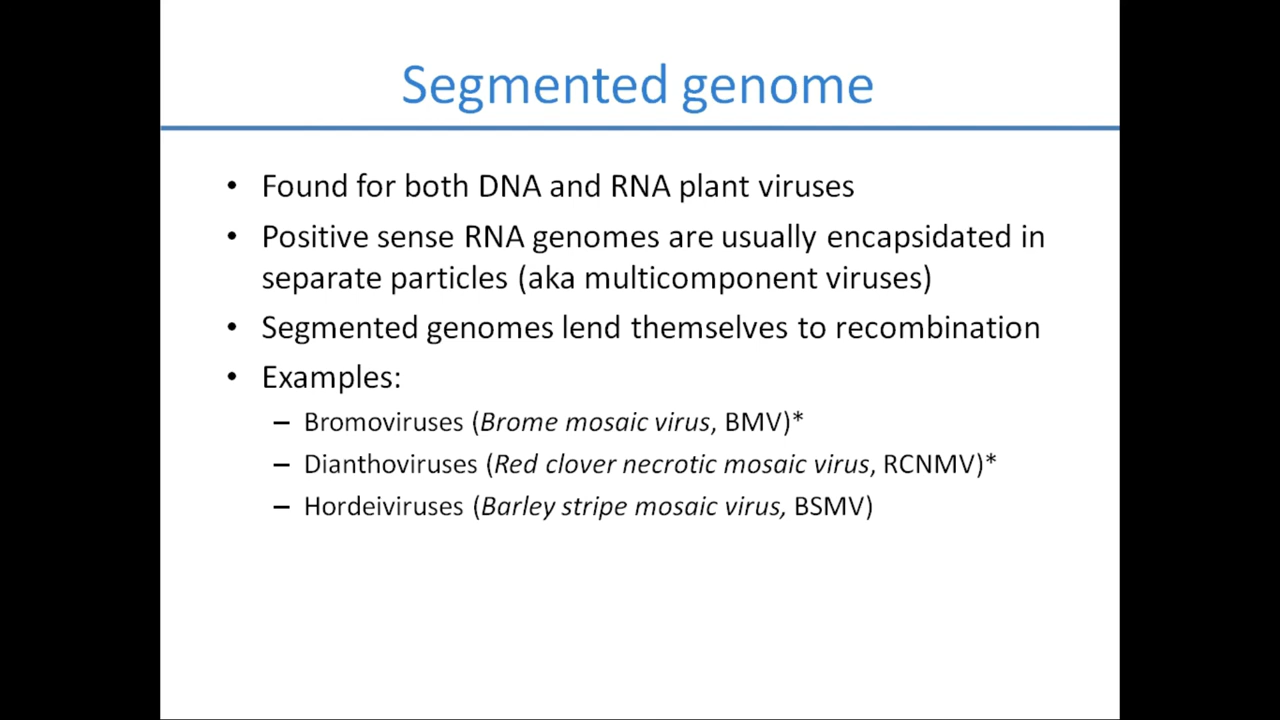 Segmented genome
• Found for both DNA and RNA plant viruses
• Positive sense RNA genomes are usually encapsidated in
separate particles (aka multicomponent viruses)
• Segmented genomes lend themselves to recombination
• Examples:
– Bromoviruses (Brome mosaic virus, BMV)*
– Dianthoviruses (Red clover necrotic mosaic virus, RCNMV)*
– Hordeiviruses (Barley stripe mosaic virus, BSMV)